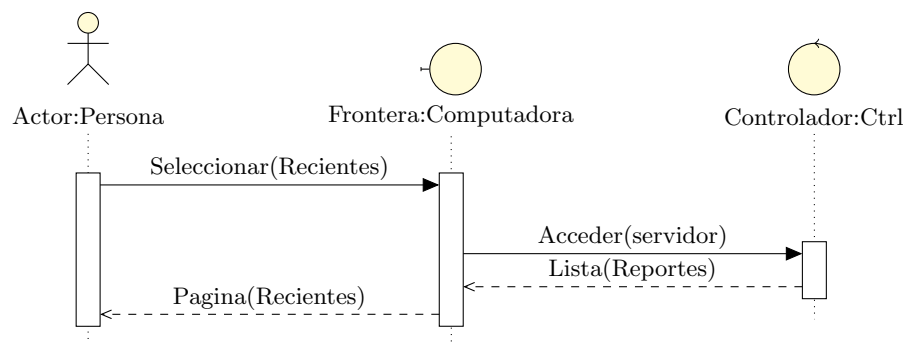 Actor:Persona
Frontera:Computadora
Controlador:Ctrl
Seleccionar(Recientes)
Acceder(servidor)
Lista(Reportes)
Pagina(Recientes)